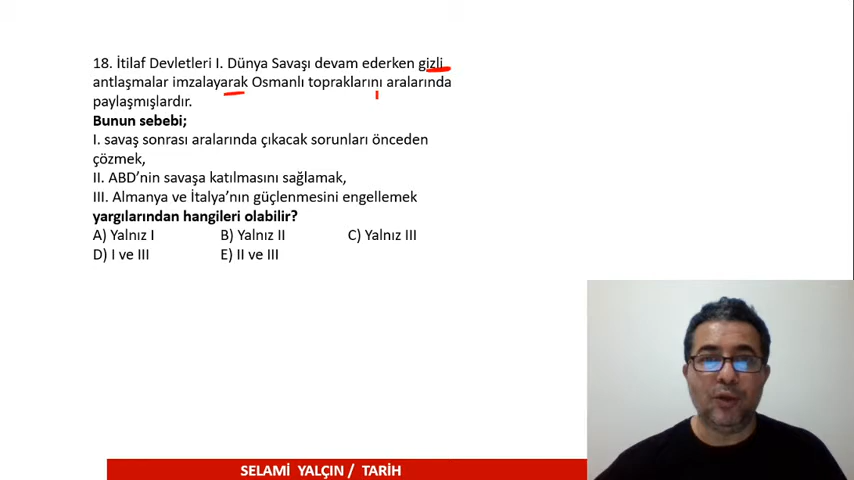 18. İtilaf Devletleri I. Dünya Savaşı devam ederken gizli
antlaşmalar imzalayarak Osmanlı topraklarını aralarında
paylaşmışlardır.
Bunun sebebi;
I. savaş sonrası aralarında çıkacak sorunları önceden
çözmek,
II. ABD'nin savaşa katılmasını sağlamak,
III. Almanya ve İtalya'nın güçlenmesini engellemek
yargılarından hangileri olabilir?
A) Yalnız I B) Yalnız II C) Yalnız III
D) I ve III E) II ve III
SELAMİ YALÇIN / TARİH